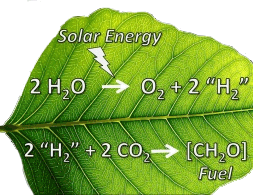 Solar Energy
2 H₂O → O₂ + 2 “H₂”
2 “H₂” + 2 CO₂ → [CH₂O]
Fuel